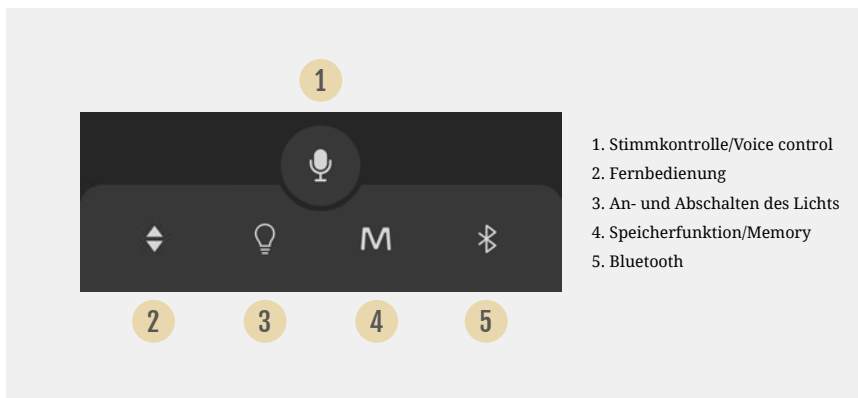 1
M
2
3
4
5
1. Stimmkontrolle/Voice control
2. Fernbedienung
3. An- und Abschalten des Lichts
4. Speicherfunktion/Memory
5. Bluetooth